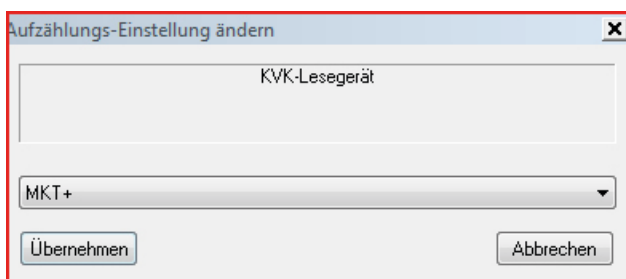 Aufzählungs-Einstellung ändern
KVK-Lesegerät
MKT+
Übernehmen
Abbrechen